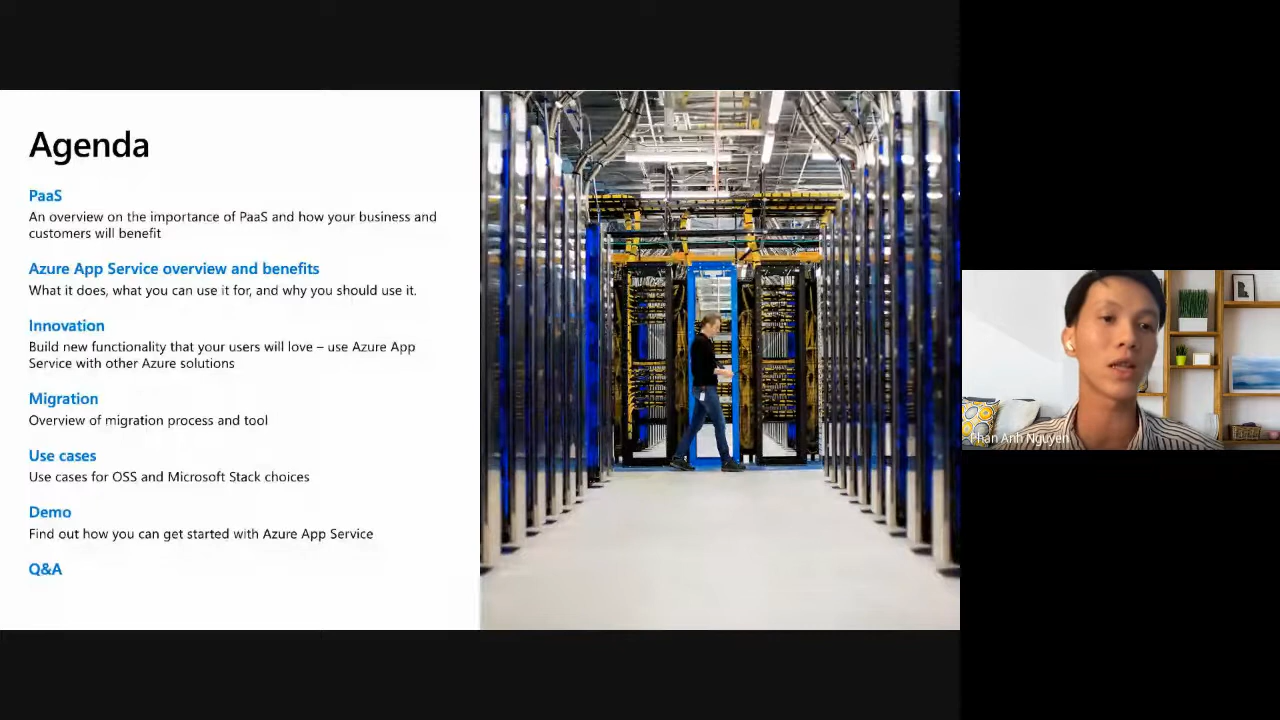 Agenda
PaaS
An overview on the importance of PaaS and how your business and
customers will benefit
Azure App Service overview and benefits
What it does, what you can use it for, and why you should use it.
Innovation
Build new functionality that your users will love – use Azure App
Service with other Azure solutions
Migration
Overview of migration process and tool
Use cases
Use cases for OSS and Microsoft Stack choices
Demo
Find out how you can get started with Azure App Service
Q&A
Phan Anh Nguyen